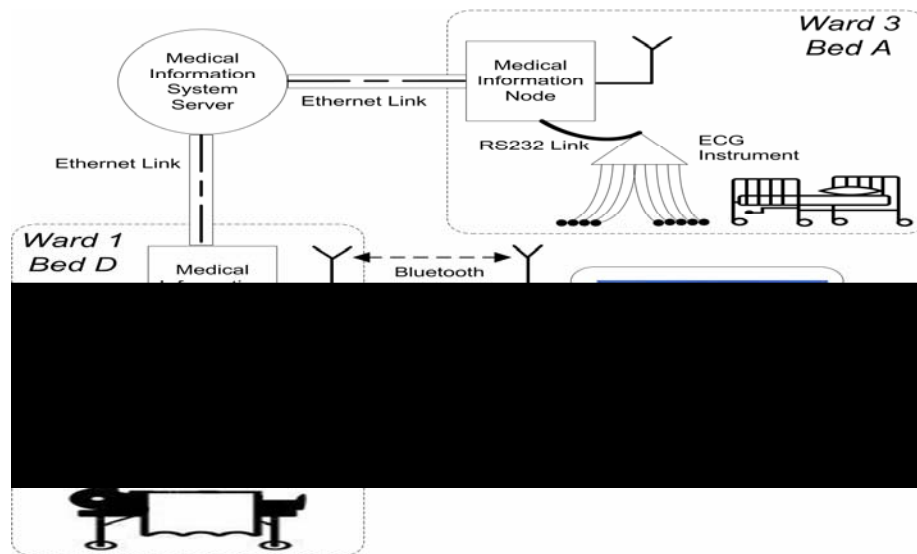 Ward 3
Bed A
Medical
Information
System
Server
Ethernet Link
Medical
Information
Node
RS232 Link
ECG
Instrument
Ethernet Link
Ward 1
Bed D
Medical
Bluetooth